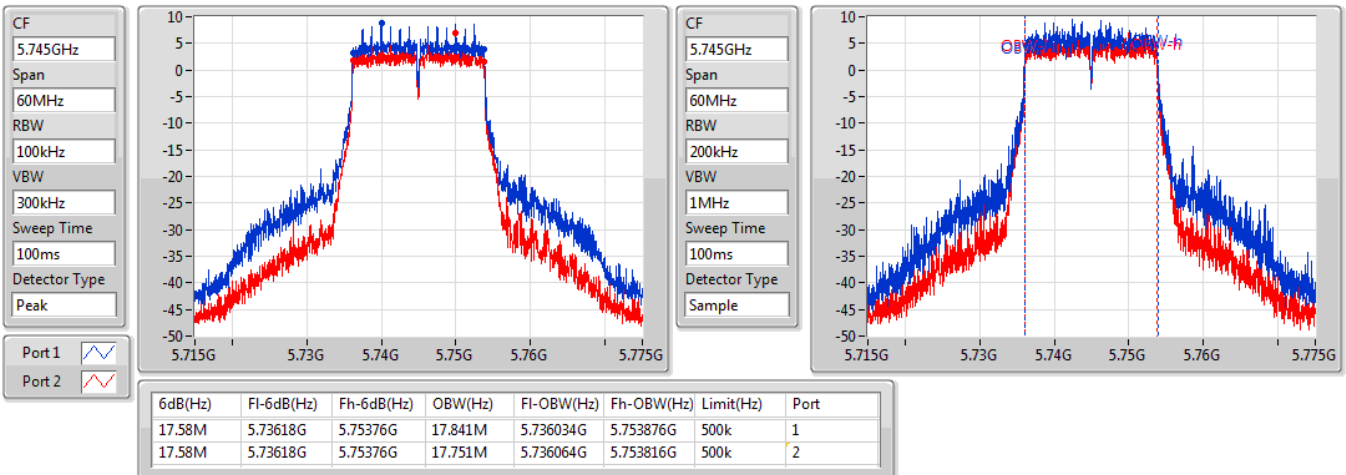 CF
5.745GHz
Span
60MHz
RBW
100kHz
VBW
300kHz
Sweep Time
100ms
Detector Type
Peak
Port 1
Port 2
10
5
0
-5
-10
-15
-20
-25
-30
-35
-40
-45
-50
5.715G 5.73G 5.74G 5.75G 5.76G 5.775G
CF
5.745GHz
Span
60MHz
RBW
200kHz
VBW
1MHz
Sweep Time
100ms
Detector Type
Sample
10
5
0
-5
-10
-15
-20
-25
-30
-35
-40
-45
-50
5.715G 5.73G 5.74G 5.75G 5.76G 5.775G
6dB(Hz) Fl-6dB(Hz) Fh-6dB(Hz) OBW(Hz) Fl-OBW(Hz) Fh-OBW(Hz) Limit(Hz) Port
17.58M 5.73618G 5.75376G 17.841M 5.736034G 5.753876G 500k 1
17.58M 5.73618G 5.75376G 17.751M 5.736064G 5.753816G 500k 2